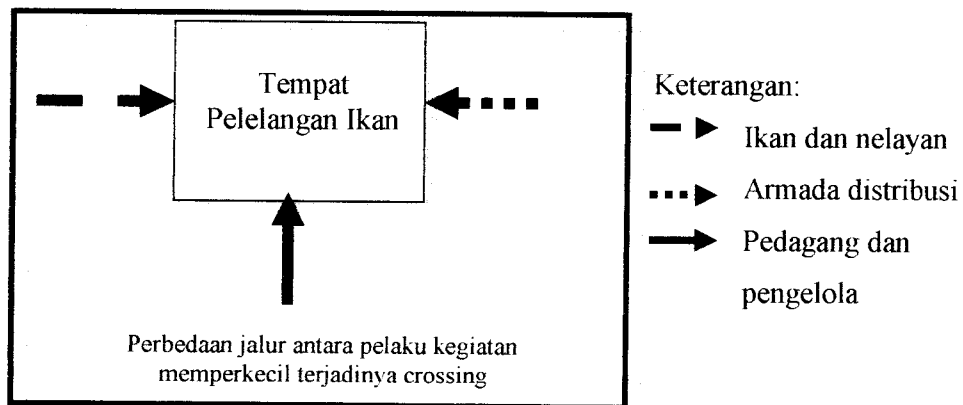 Tempat
Pelelangan Ikan
Perbedaan jalur antara pelaku kegiatan
memperkecil terjadinya crossing
Keterangan:
Ikan dan nelayan
Armada distribusi
Pedagang dan
pengelola